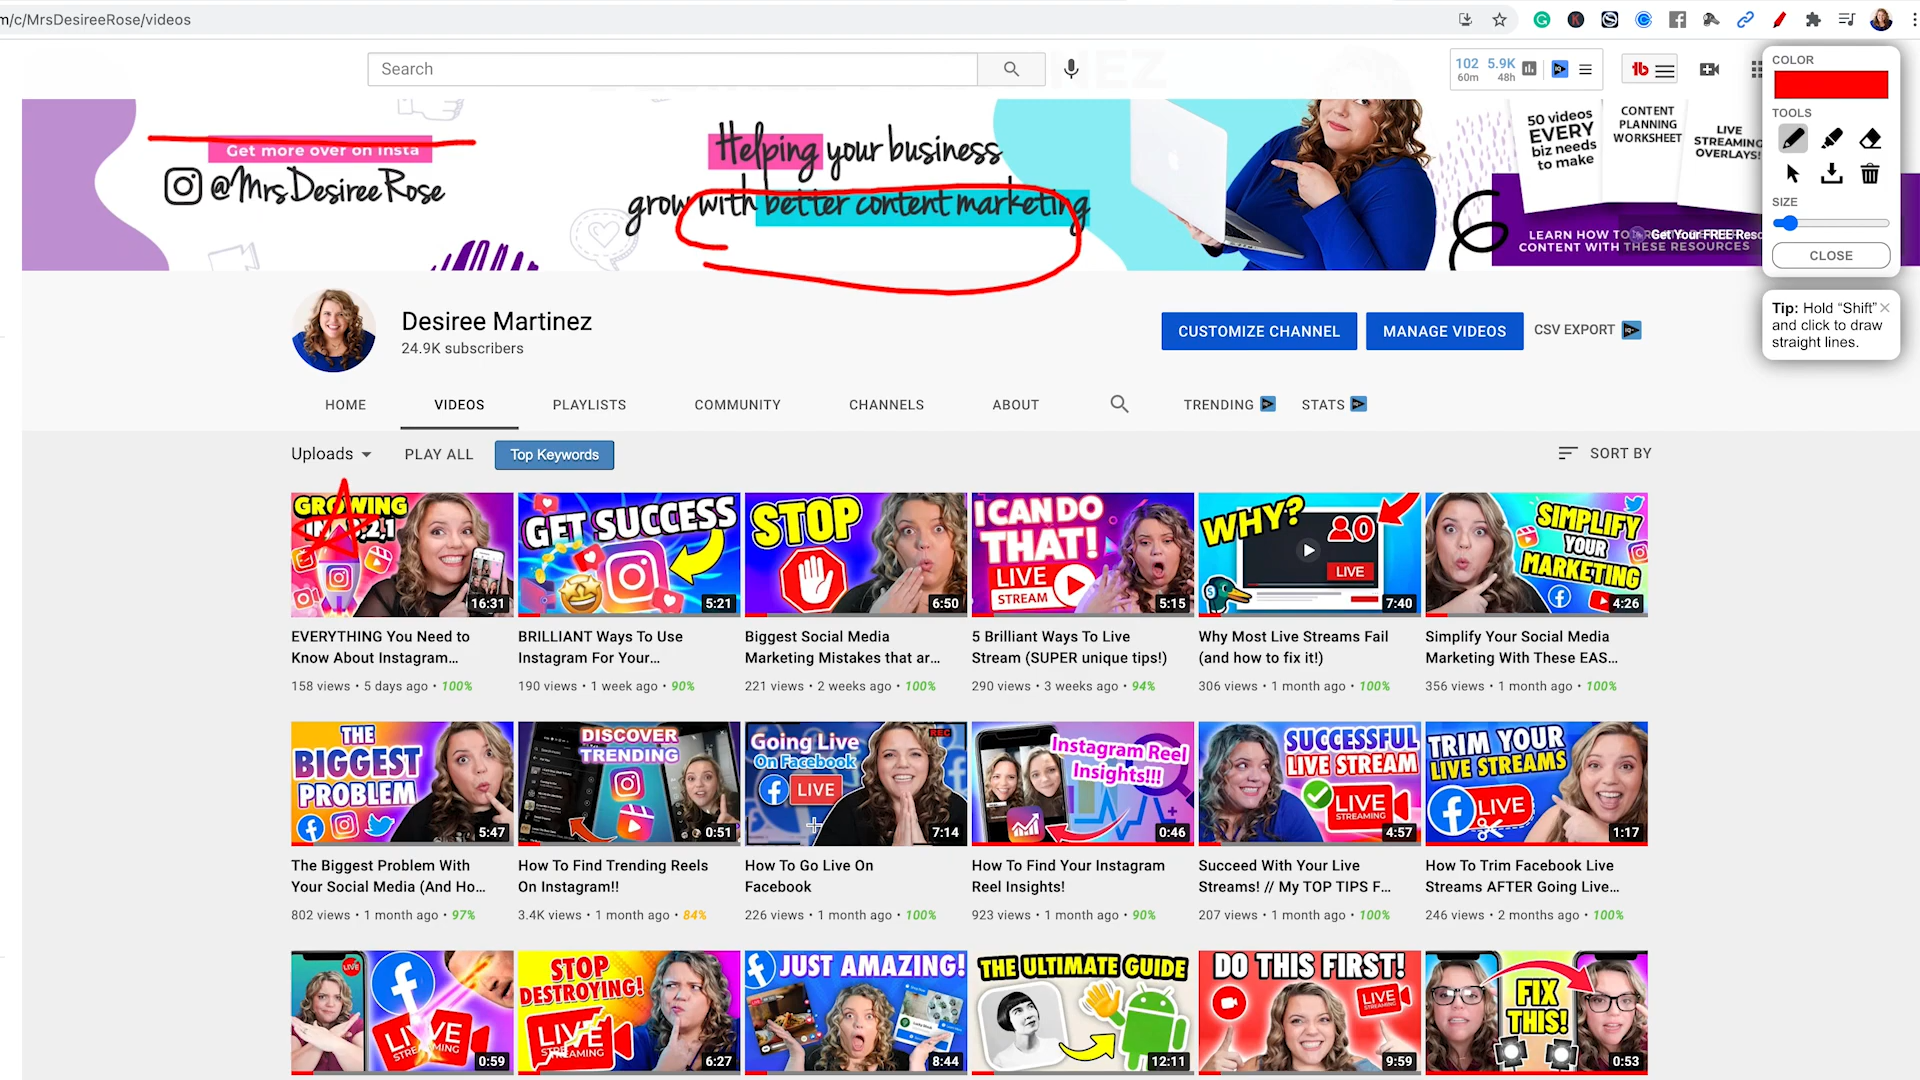 m/c/MrsDesireeRose/videos
Search
102 5.9K
60m 48h
Get more over on Insta
@MrsDesireeRose
Helping your business
grow with better content marketing
50 videos
EVERY
biz needs
to make
CONTENT
PLANNING
WORKSHEET
LIVE
STREAMING
OVERLAYS!
Get Your FREE Reso
CONTENT WITH THESE RESOURCES
COLOR
TOOLS
SIZE
CLOSE
Tip: Hold “Shift”
and click to draw
straight lines.
Desiree Martinez
24.9K subscribers
CUSTOMIZE CHANNEL
MANAGE VIDEOS
CSV EXPORT
HOME
VIDEOS
PLAYLISTS
COMMUNITY
CHANNELS
ABOUT
TRENDING
STATS
Uploads
PLAY ALL
Top Keywords
SORT BY
GROWING
16:31
GET SUCCESS
5:21
STOP
6:50
I CAN DO
THAT!
LIVE
STREAM
5:15
WHY?
0
LIVE
7:40
SIMPLIFY
YOUR
MARKETING
4:26
EVERYTHING You Need to
Know About Instagram...
158 views • 5 days ago • 100%
BRILLIANT Ways To Use
Instagram For Your...
190 views • 1 week ago • 90%
Biggest Social Media
Marketing Mistakes that ar...
221 views • 2 weeks ago • 100%
5 Brilliant Ways To Live
Stream (SUPER unique tips!)
290 views • 3 weeks ago • 94%
Why Most Live Streams Fail
(and how to fix it!)
306 views • 1 month ago • 100%
Simplify Your Social Media
Marketing With These EAS...
356 views • 1 month ago • 100%
THE
BIGGEST
PROBLEM
5:47
DISCOVER
TRENDING
0:51
Going Live
On Facebook
LIVE
REC
7:14
Instagram Reel
Insights!!!
0:46
SUCCESSFUL
LIVE STREAM
LIVE
STREAMING
4:57
TRIM YOUR
LIVE STREAMS
LIVE
1:17
The Biggest Problem With
Your Social Media (And Ho...
802 views • 1 month ago • 97%
How To Find Trending Reels
On Instagram!!
3.4K views • 1 month ago • 84%
How To Go Live On
Facebook
226 views • 1 month ago • 100%
How To Find Your Instagram
Reel Insights!
923 views • 1 month ago • 90%
Succeed With Your Live
Streams! // My TOP TIPS F...
207 views • 1 month ago • 100%
How To Trim Facebook Live
Streams AFTER Going Live...
246 views • 2 months ago • 100%
LIVE
0:59
STOP
DESTROYING!
LIVE
STREAMING
6:27
JUST AMAZING!
8:44
THE ULTIMATE GUIDE
12:11
DO THIS FIRST!
LIVE
9:59
FIX
THIS!
0:53